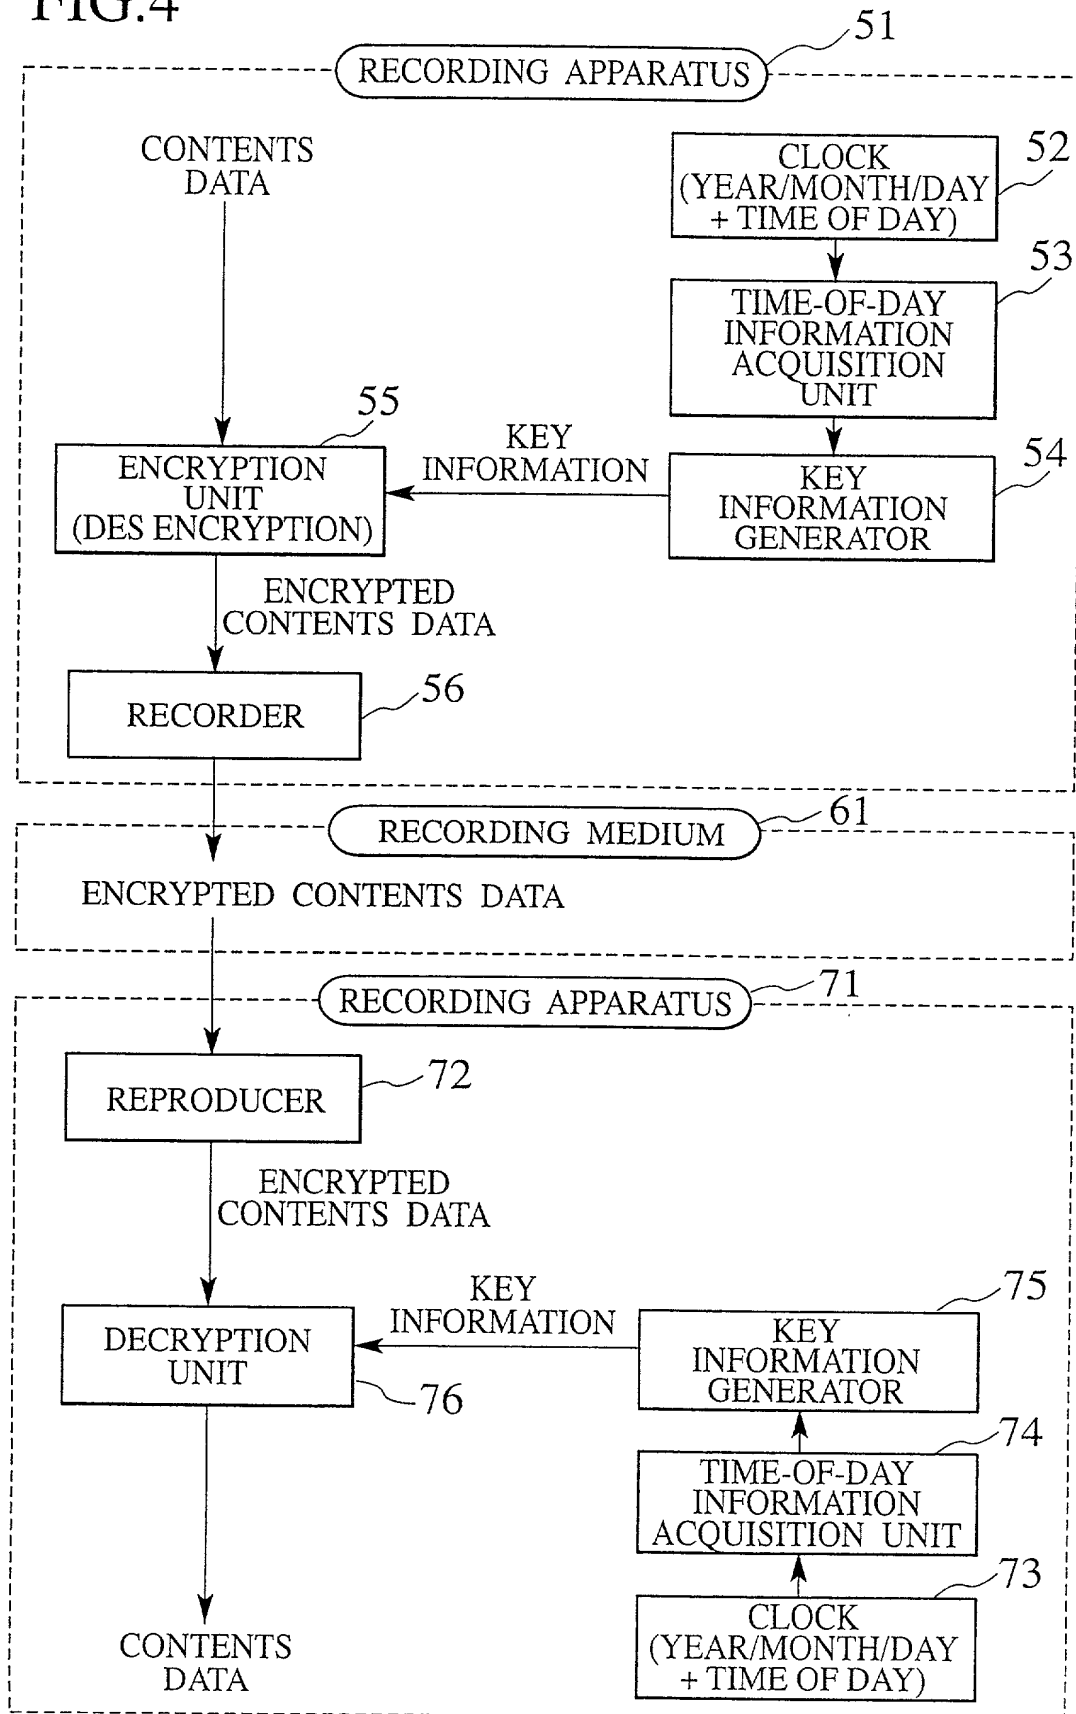 FIG.4
RECORDING APPARATUS
51
CONTENTS
DATA
CLOCK
(YEAR/MONTH/DAY
+ TIME OF DAY)
52
TIME-OF-DAY
INFORMATION
ACQUISITION
UNIT
53
55
ENCRYPTION
UNIT
(DES ENCRYPTION)
KEY
INFORMATION
KEY
INFORMATION
GENERATOR
54
ENCRYPTED
CONTENTS DATA
RECORDER
56
RECORDING MEDIUM
61
ENCRYPTED CONTENTS DATA
RECORDING APPARATUS
71
REPRODUCER
72
ENCRYPTED
CONTENTS DATA
DECRYPTION
UNIT
76
KEY
INFORMATION
75
KEY
INFORMATION
GENERATOR
74
TIME-OF-DAY
INFORMATION
ACQUISITION UNIT
73
CLOCK
(YEAR/MONTH/DAY
+ TIME OF DAY)
CONTENTS
DATA